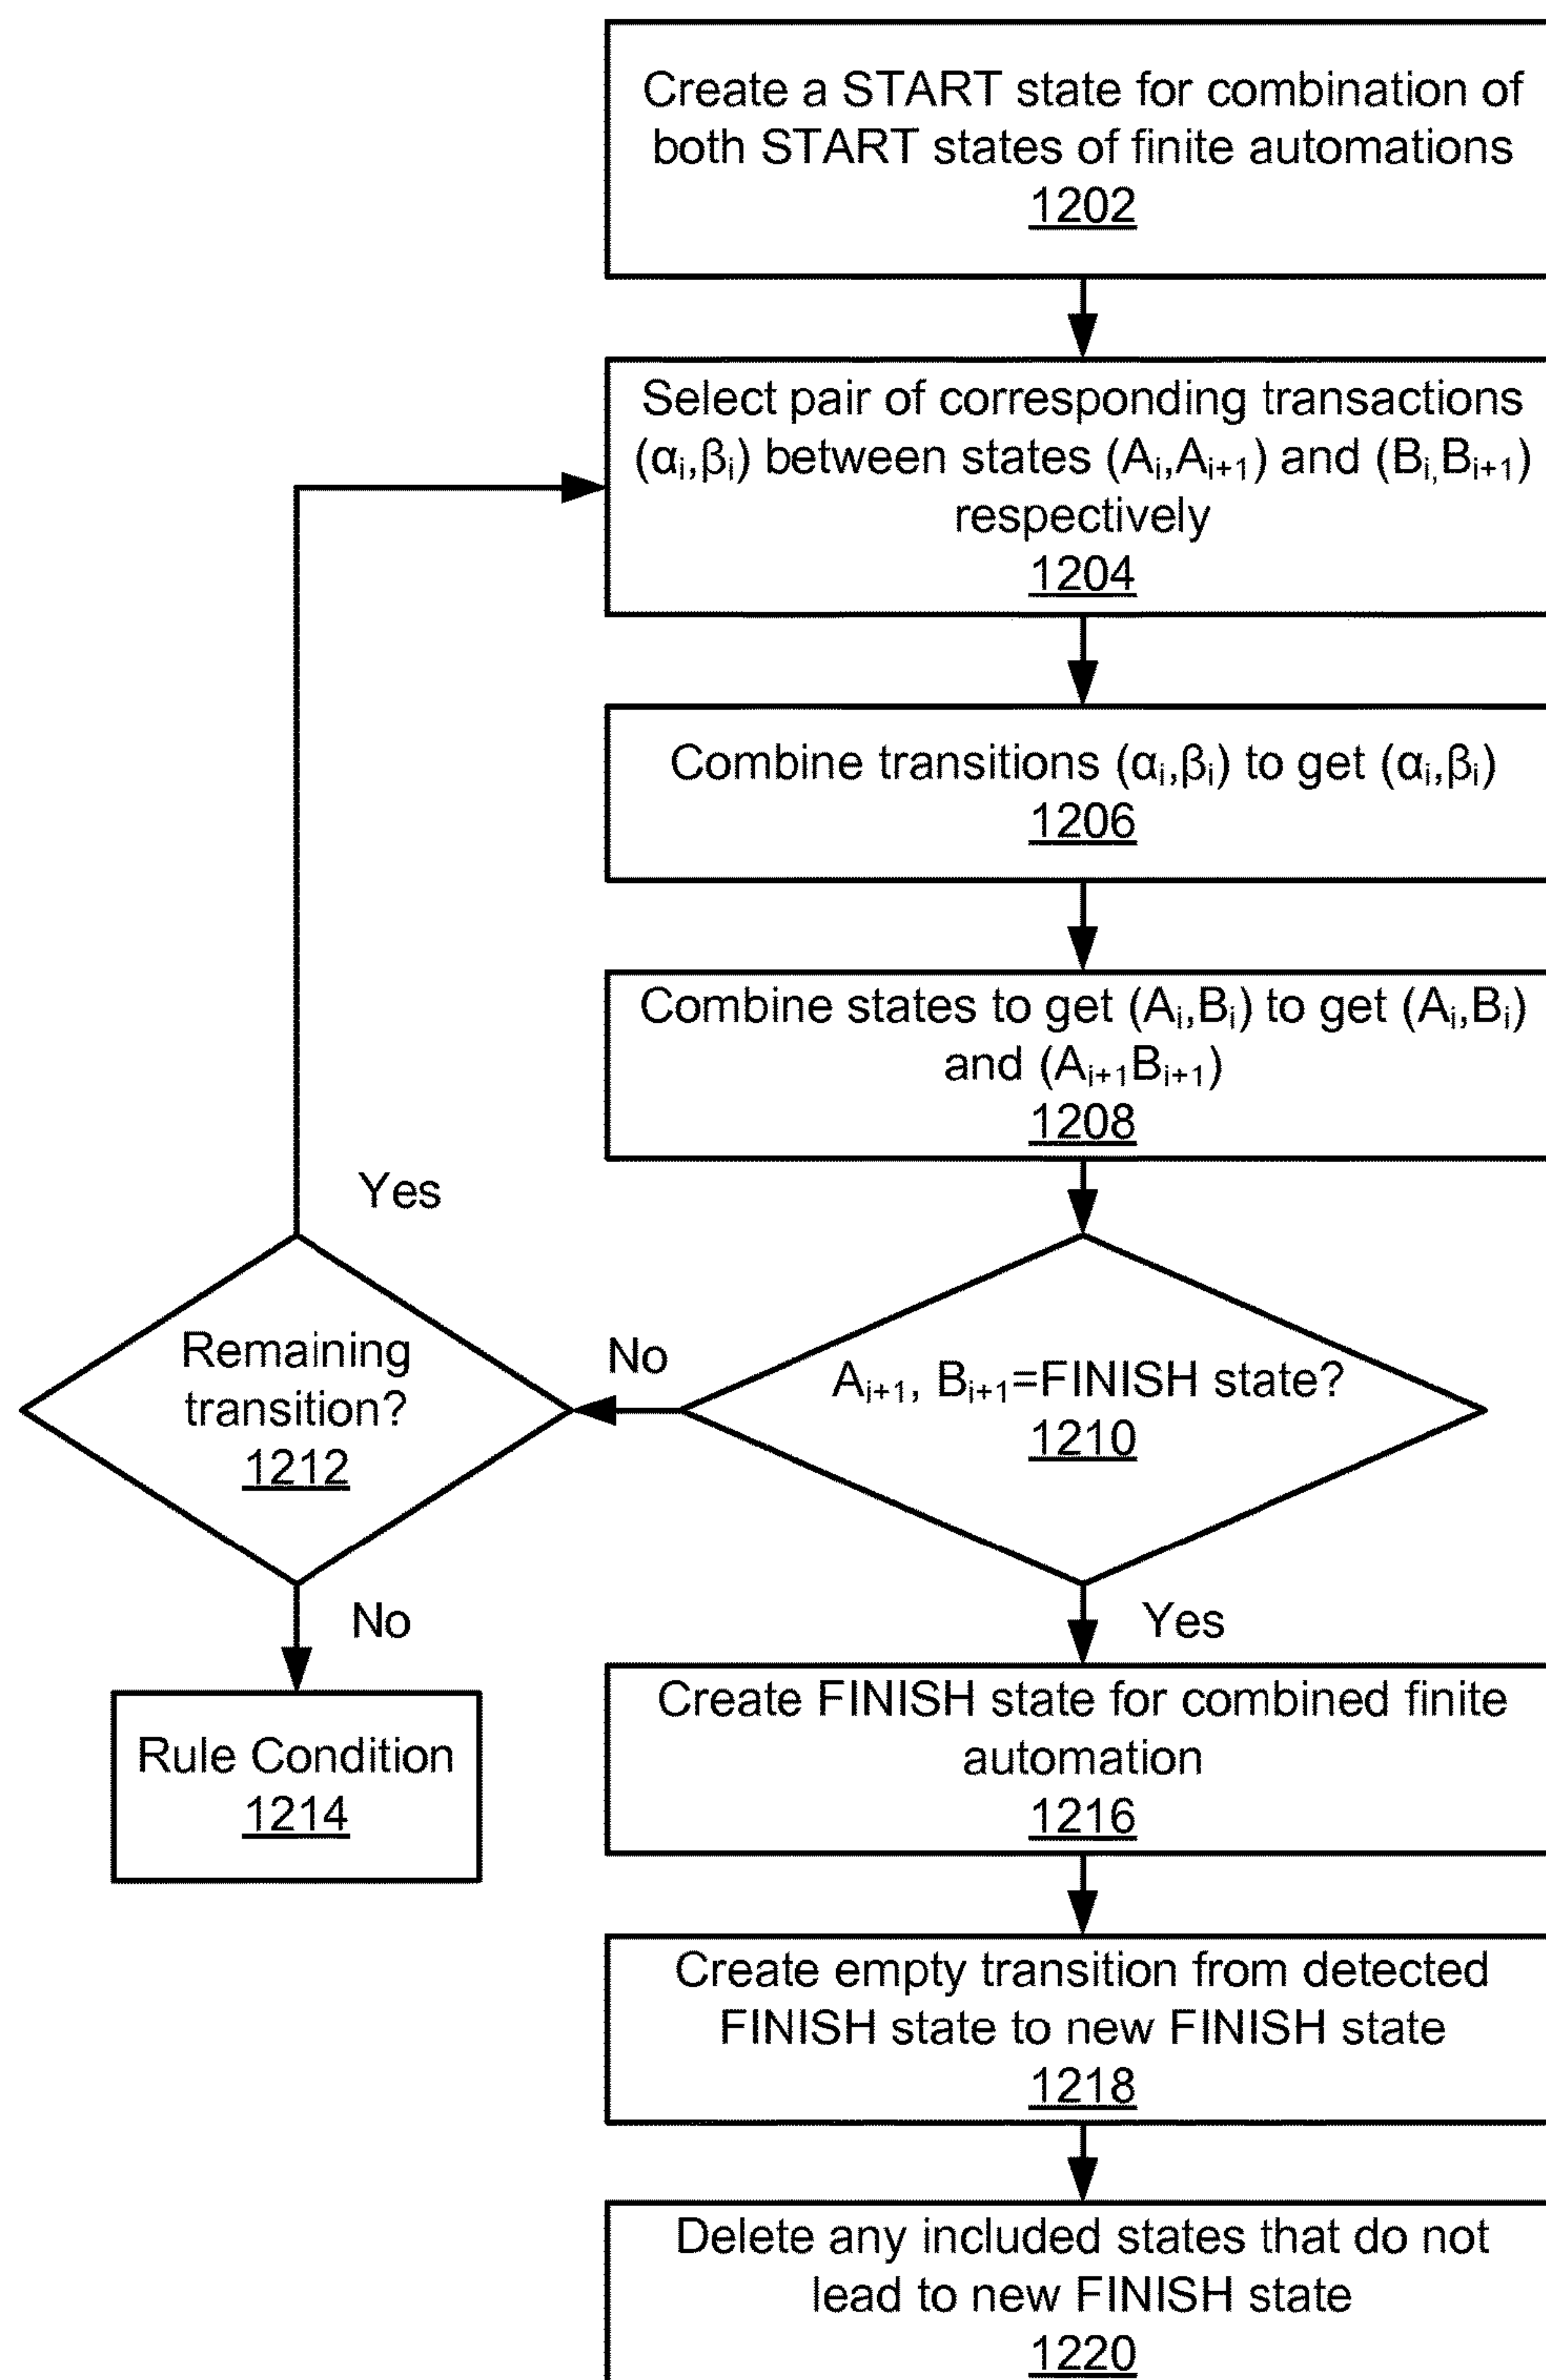 Create a START state for combination of
both START states of finite automations
1202
Select pair of corresponding transactions
(αᵢ,βᵢ) between states (Aᵢ,Aᵢ₊₁) and (Bᵢ,Bᵢ₊₁)
respectively
1204
Combine transitions (αᵢ,βᵢ) to get (αᵢ,βᵢ)
1206
Combine states to get (Aᵢ,Bᵢ) to get (Aᵢ,Bᵢ)
and (Aᵢ₊₁Bᵢ₊₁)
1208
Yes
Remaining
transition?
1212
No
Aᵢ₊₁, Bᵢ₊₁=FINISH state?
1210
No
Yes
Rule Condition
1214
Create FINISH state for combined finite
automation
1216
Create empty transition from detected
FINISH state to new FINISH state
1218
Delete any included states that do not
lead to new FINISH state
1220